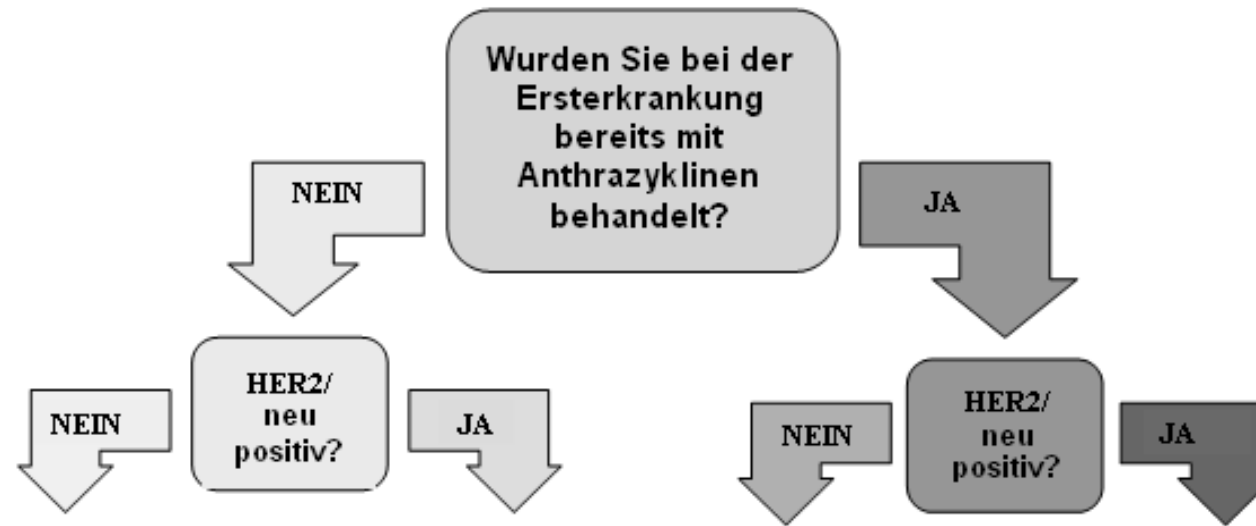 Wurden Sie bei der
Ersterkrankung
bereits mit
Anthrazyklinen
behandelt?
NEIN
JA
HER2/
neu
positiv?
NEIN
JA
HER2/
neu
positiv?
NEIN
JA